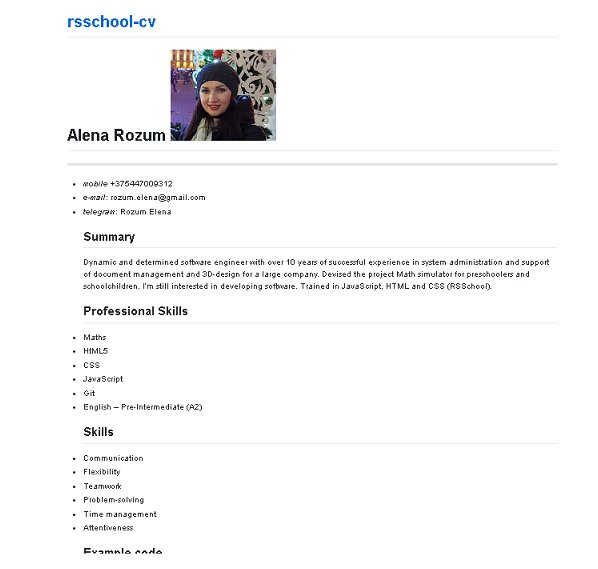 rsschool-cv
Alena Rozum
mobile +375447009312
e-mail: rozum.elena@gmail.com
telegram: Rozum Elena
Summary
Dynamic and determined software engineer with over 10 years of successful experience in system administration and support
of document management and 3D-design for a large company. Devised the project Math simulator for preschoolers and
schoolchildren. I'm still interested in developing software. Trained in JavaScript, HTML and CSS (RSSchool).
Professional Skills
Maths
HtML5
CSS
JavaScript
Git
English – Pre-Intermediate (A2)
Skills
Communication
Flexibility
Teamwork
Problem-solving
Time management
Attentiveness
Example code